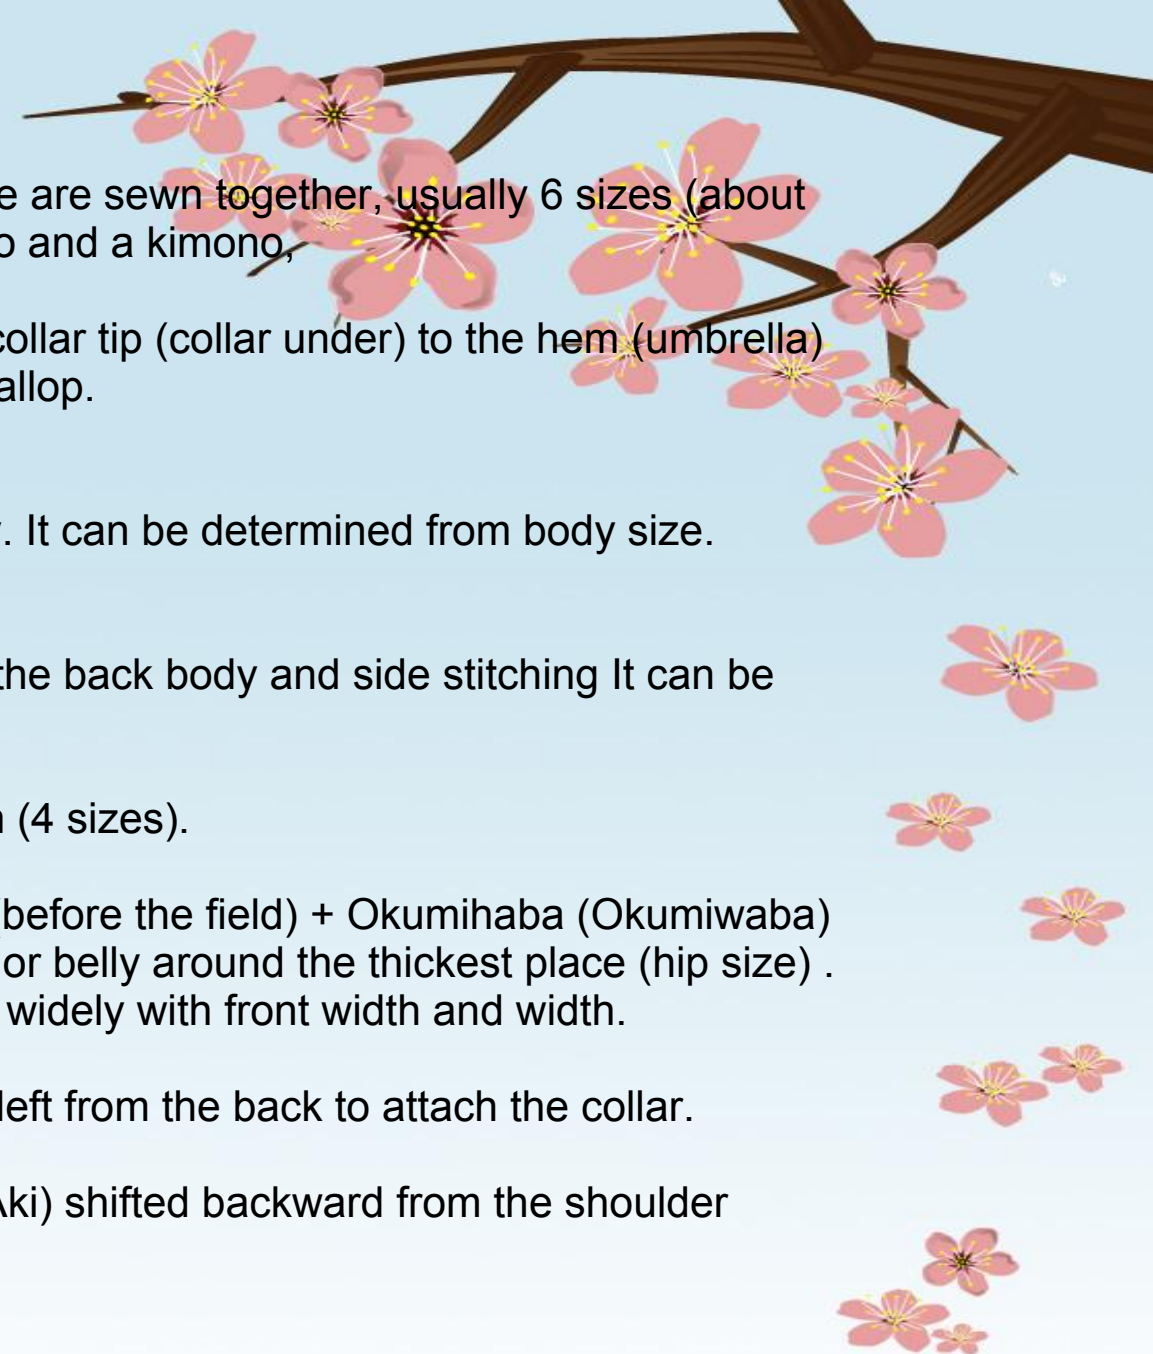 e are sewn together, usually 6 sizes (about
o and a kimono,
collar tip (collar under) to the hem (umbrella)
allop.
. It can be determined from body size.
the back body and side stitching It can be
(4 sizes).
before the field) + Okumihaba (Okumiwaba)
or belly around the thickest place (hip size) .
widely with front width and width.
left from the back to attach the collar.
Aki) shifted backward from the shoulder